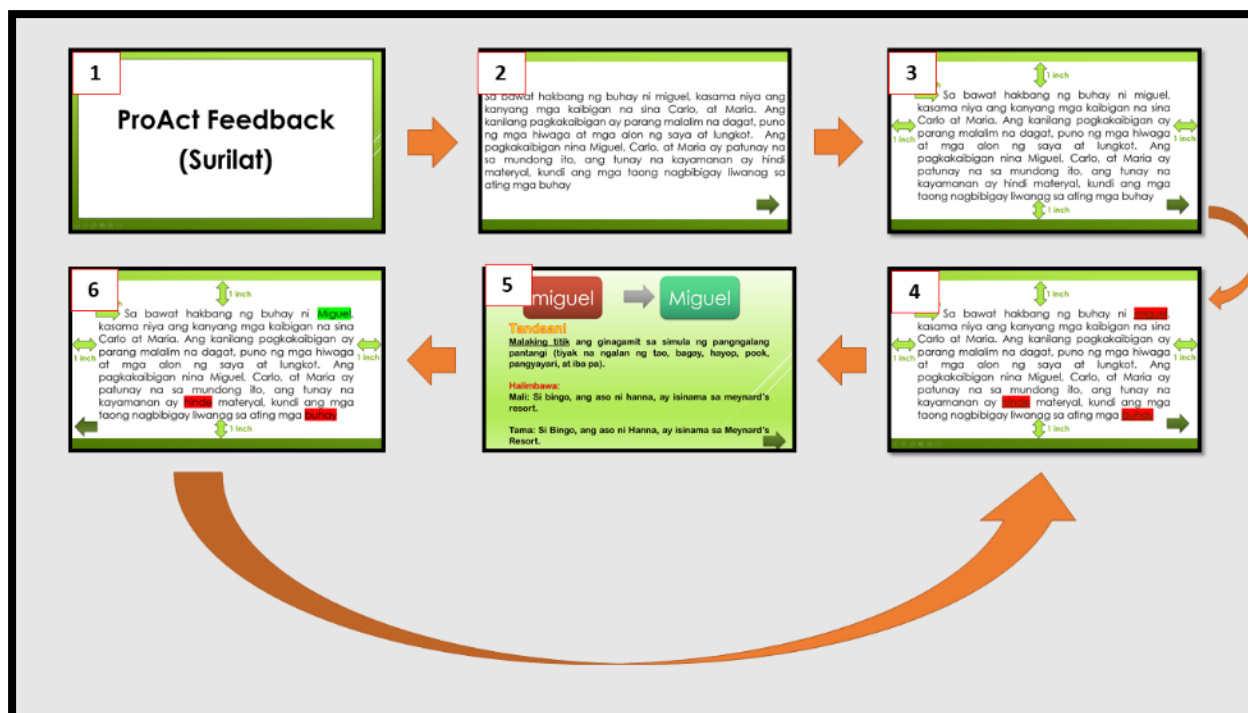 1
ProAct Feedback
(Surilat)
2
Sa bawat hakbang ng buhay ni miguel, kasama niya ang
kanyang mga kaibigan na sina Carlo, at Maria. Ang
kanilang pagkakaibigan ay parang malalim na dagat, puno
ng mga hiwaga at mga alon ng saya at lungkot. Ang
pagkakaibigan nina Miguel, Carlo, at Maria ay patunay na
sa mundong ito, ang tunay na kayamanan ay hindi
materyal, kundi ang mga taong nagbibigay liwanag sa
ating mga buhay
3
1 inch
Sa bawat hakbang ng buhay ni miguel,
kasama niya ang kanyang mga kaibigan na sina
Carlo at Maria. Ang kanilang pagkakaibigan ay
parang malalim na dagat, puno ng mga hiwaga
1 inch
1 inch
at mga alon ng saya at lungkot. Ang
pagkakaibigan nina Miguel, Carlo, at Maria ay
patunay na sa mundong ito, ang tunay na
kayamanan ay hindi materyal, kundi ang mga
taong nagbibigay liwanag sa ating mga buhay
1 inch
4
1 inch
Sa bawat hakbang ng buhay ni miguel,
kasama niya ang kanyang mga kaibigan na sina
Carlo at Maria. Ang kanilang pagkakaibigan ay
parang malalim na dagat, puno ng mga hiwaga
1 inch
1 inch
at mga alon ng saya at lungkot. Ang
pagkakaibigan nina Miguel, Carlo, at Maria ay
patunay na sa mundong ito, ang tunay na
kayamanan ay hinde materyal, kundi ang mga
taong nagbibigay liwanag sa ating mga buhay
1 inch
5
miguel
Miguel
Tandaan!
Malaking titik ang ginagamit sa simula ng pangngalang
pantangi (tiyak na ngalan ng tao, bagay, hayop, pook,
pangyayari, at iba pa).
Halimbawa:
Mali: Si bingo, ang aso ni hanna, ay isinama sa meynard's
resort.
Tama: Si Bingo, ang aso ni Hanna, ay isinama sa Meynard's
Resort.
6
1 inch
Sa bawat hakbang ng buhay ni Miguel,
kasama niya ang kanyang mga kaibigan na sina
Carlo at Maria. Ang kanilang pagkakaibigan ay
parang malalim na dagat, puno ng mga hiwaga
1 inch
1 inch
at mga alon ng saya at lungkot. Ang
pagkakaibigan nina Miguel, Carlo, at Maria ay
patunay na sa mundong ito, ang tunay na
kayamanan ay hinde materyal, kundi ang mga
taong nagbibigay liwanag sa ating mga buhay
1 inch